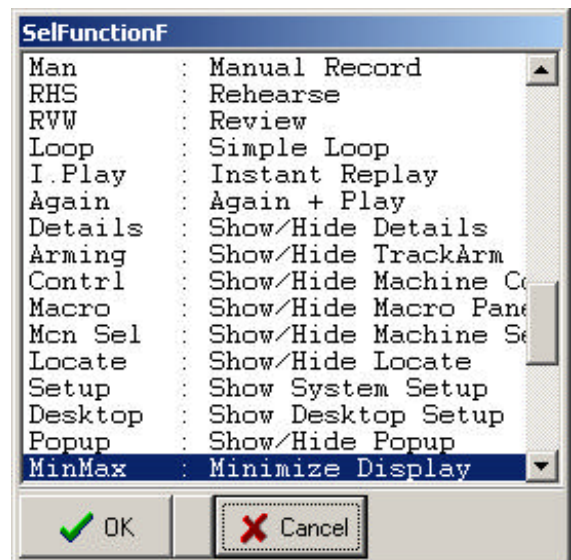 SelFunctionF
Man : Manual Record
RHS : Rehearse
RVW : Review
Loop : Simple Loop
I.Play : Instant Replay
Again : Again + Play
Details : Show/Hide Details
Arming : Show/Hide TrackArm
Contrl : Show/Hide Machine
Macro : Show/Hide Macro
Mcn Sel : Show/Hide Machine
Locate : Show/Hide Locate
Setup : Show System Setup
Desktop : Show Desktop Setup
Popup : Show/Hide Popup
MinMax : Minimize Display
OK Cancel